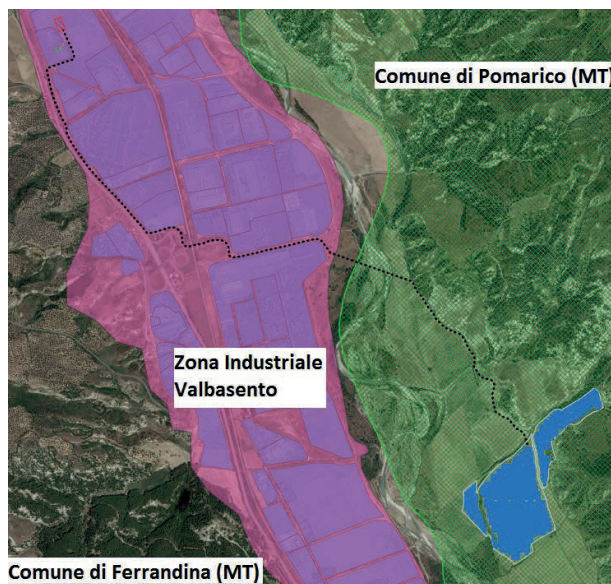 Comune di Pomarico (MT)
Zona Industriale
Valbasento
Comune di Ferrandina (MT)